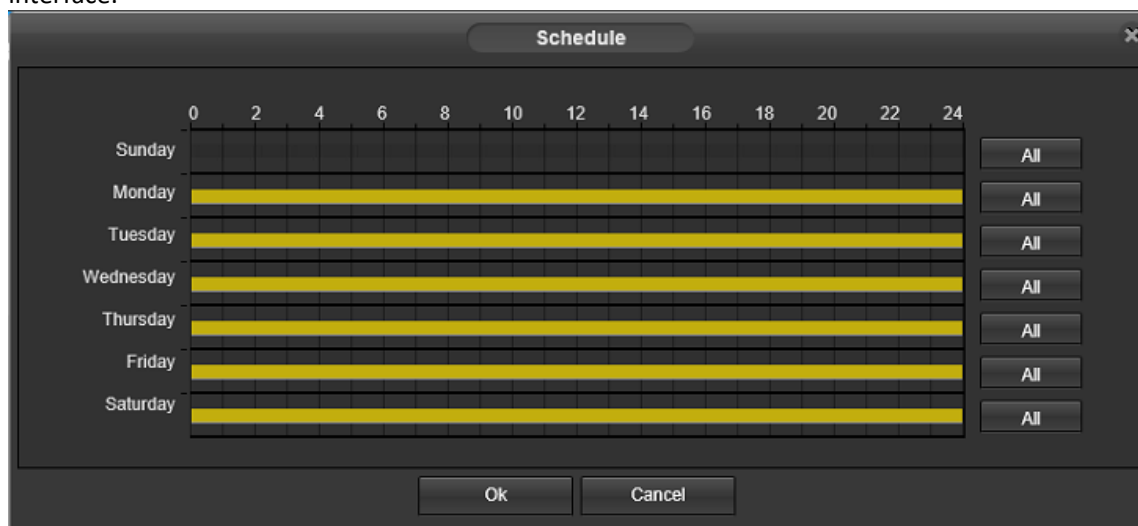 interface.
Schedule
0 2 4 6 8 10 12 14 16 18 20 22 24
Sunday All
Monday All
Tuesday All
Wednesday All
Thursday All
Friday All
Saturday All
Ok Cancel